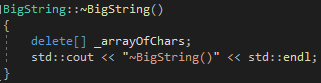 BigString::~BigString()
{
    delete[] _arrayOfChars;
    std::cout << "~BigString()" << std::endl;
}